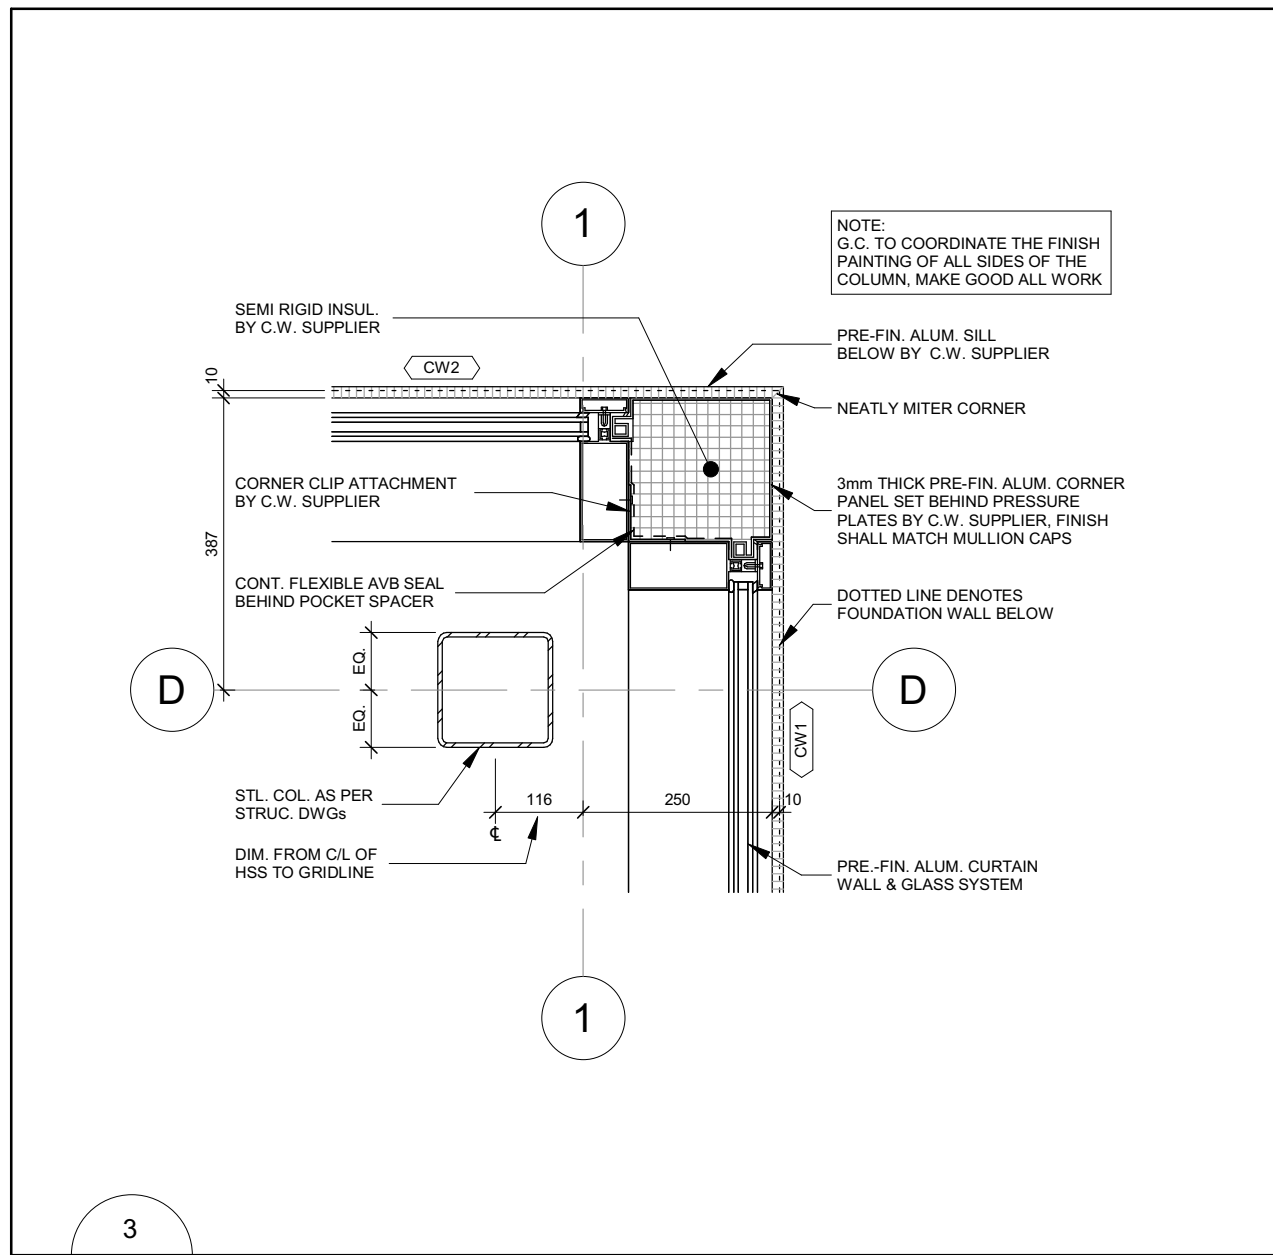 1
NOTE:
G.C. TO COORDINATE THE FINISH
PAINTING OF ALL SIDES OF THE
COLUMN, MAKE GOOD ALL WORK
SEMI RIGID INSUL.
BY C.W. SUPPLIER
PRE-FIN. ALUM. SILL
BELOW BY C.W. SUPPLIER
CW2
10
NEATLY MITER CORNER
CORNER CLIP ATTACHMENT
BY C.W. SUPPLIER
3mm THICK PRE-FIN. ALUM. CORNER
PANEL SET BEHIND PRESSURE
PLATES BY C.W. SUPPLIER, FINISH
SHALL MATCH MULLION CAPS
387
CONT. FLEXIBLE AVB SEAL
BEHIND POCKET SPACER
DOTTED LINE DENOTES
FOUNDATION WALL BELOW
EQ.
D
D
EQ.
CW1
STL. COL. AS PER
STRUC. DWGs
116
250
10
℄
DIM. FROM C/L OF
HSS TO GRIDLINE
PRE.-FIN. ALUM. CURTAIN
WALL & GLASS SYSTEM
1
3